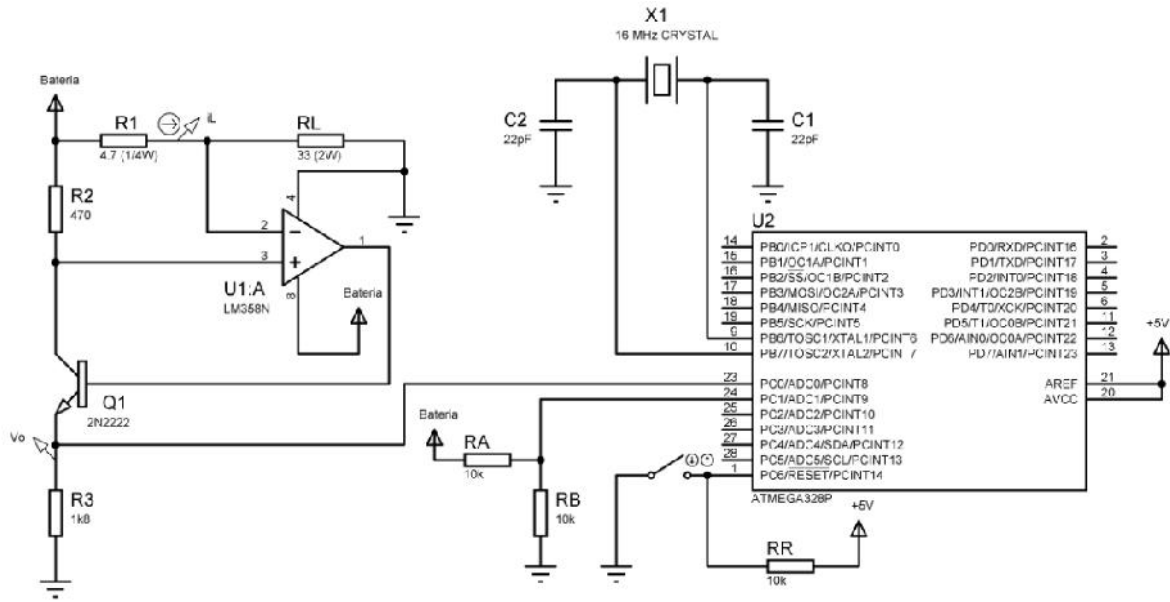 X1
16 MHz CRYSTAL
Bateria
R1
4.7 (1/4W)
iL
RL
33 (2W)
C2
22pF
C1
22pF
R2
470
4
2
3
1
8
U1:A
LM358N
Bateria
U2
14 PB0/ICP1/CLKO/PCINT0 PD0/RXD/PCINT16 2
15 PB1/OC1A/PCINT1 PD1/TXD/PCINT17 3
16 PB2/SS/OC1B/PCINT2 PD2/INT0/PCINT18 4
17 PB3/MOSI/OC2A/PCINT3 PD3/INT1/OC2B/PCINT19 5
18 PB4/MISO/PCINT4 PD4/T0/XCK/PCINT20 6
19 PB5/SCK/PCINT5 PD5/T1/OC0B/PCINT21 11
9 PB6/TOSC1/XTAL1/PCINT6 PD6/AIN0/OC0A/PCINT22 12
10 PB7/TOSC2/XTAL2/PCINT7 PD7/AIN1/PCINT23 13
+5V
23 PC0/ADC0/PCINT8 AREF 21
24 PC1/ADC1/PCINT9 AVCC 20
25 PC2/ADC2/PCINT10
26 PC3/ADC3/PCINT11
27 PC4/ADC4/SDA/PCINT12
28 PC5/ADC5/SCL/PCINT13
1 PC6/RESET/PCINT14
ATMEGA328P
Q1
2N2222
Vo
R3
1k8
Bateria
RA
10k
RB
10k
+5V
RR
10k